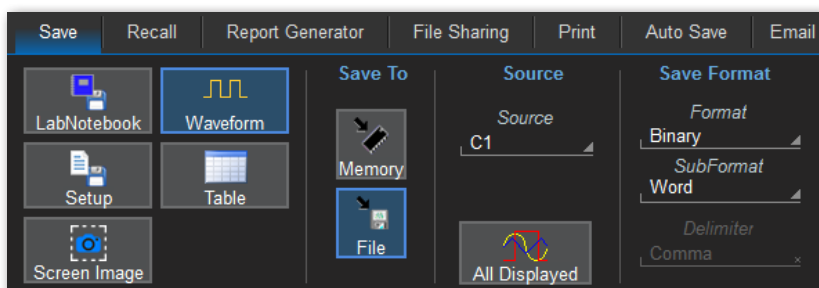 Save Recall Report Generator File Sharing Print Auto Save Email
LabNotebook
Waveform
Setup
Table
Screen Image
Save To
Memory
File
Source
Source
C1
All Displayed
Save Format
Format
Binary
SubFormat
Word
Delimiter
Comma